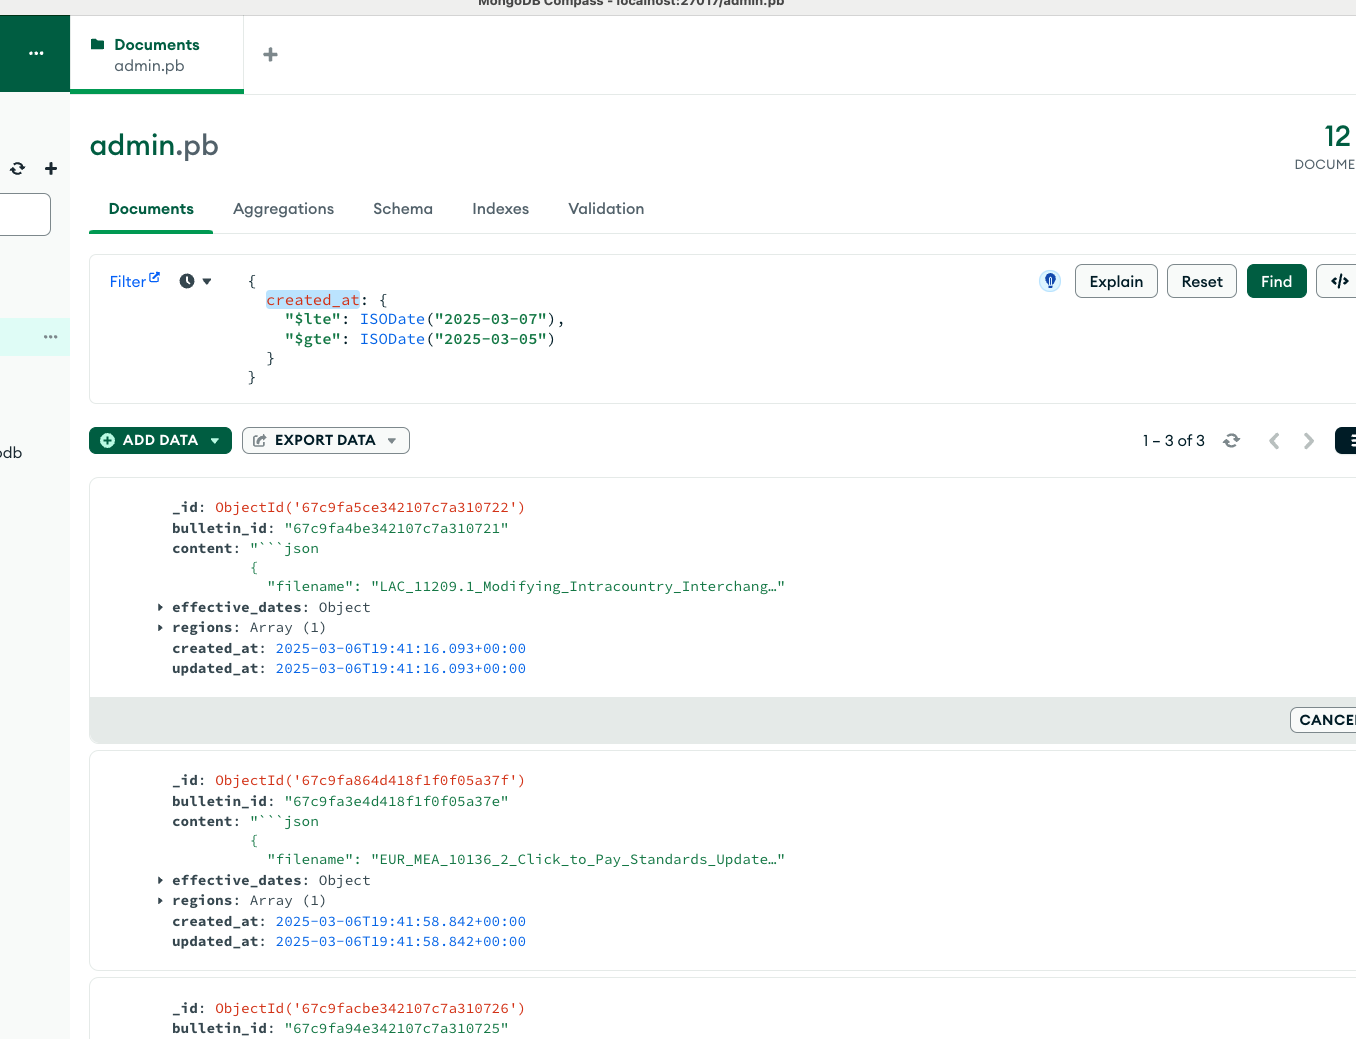 MongoDB Compass - localhost:27017/admin.pb
Documents
admin.pb
admin.pb
12
DOCUME
Documents Aggregations Schema Indexes Validation
Filter
{
created_at: {
"$lte": ISODate("2025-03-07"),
"$gte": ISODate("2025-03-05")
}
}
Explain Reset Find </>
ADD DATA EXPORT DATA 1 – 3 of 3
odb
_id: ObjectId('67c9fa5ce342107c7a310722')
bulletin_id: "67c9fa4be342107c7a310721"
content: "```json
{
"filename": "LAC_11209.1_Modifying_Intracountry_Interchang…"
effective_dates: Object
regions: Array (1)
created_at: 2025-03-06T19:41:16.093+00:00
updated_at: 2025-03-06T19:41:16.093+00:00
CANCEL
_id: ObjectId('67c9fa864d418f1f0f05a37f')
bulletin_id: "67c9fa3e4d418f1f0f05a37e"
content: "```json
{
"filename": "EUR_MEA_10136_2_Click_to_Pay_Standards_Update…"
effective_dates: Object
regions: Array (1)
created_at: 2025-03-06T19:41:58.842+00:00
updated_at: 2025-03-06T19:41:58.842+00:00
_id: ObjectId('67c9facbe342107c7a310726')
bulletin_id: "67c9fa94e342107c7a310725"